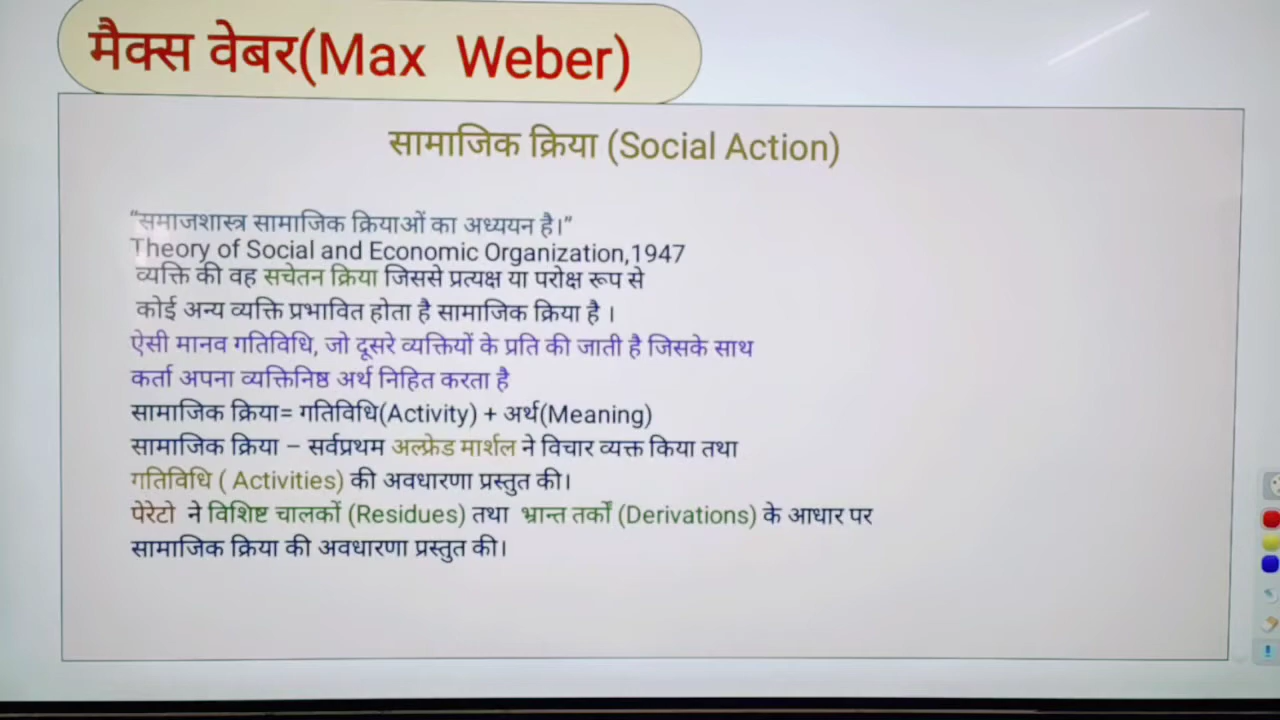 मैक्स वेबर(Max Weber)
सामाजिक क्रिया (Social Action)
“समाजशास्त्र सामाजिक क्रियाओं का अध्ययन है।”
Theory of Social and Economic Organization,1947
व्यक्ति की वह सचेतन क्रिया जिससे प्रत्यक्ष या परोक्ष रूप से
कोई अन्य व्यक्ति प्रभावित होता है सामाजिक क्रिया है ।
ऐसी मानव गतिविधि, जो दूसरे व्यक्तियों के प्रति की जाती है जिसके साथ
कर्ता अपना व्यक्तिनिष्ठ अर्थ निहित करता है
सामाजिक क्रिया= गतिविधि(Activity) + अर्थ(Meaning)
सामाजिक क्रिया – सर्वप्रथम अल्फ्रेड मार्शल ने विचार व्यक्त किया तथा
गतिविधि ( Activities) की अवधारणा प्रस्तुत की।
पेरेटो ने विशिष्ट चालकों (Residues) तथा भ्रान्त तर्कों (Derivations) के आधार पर
सामाजिक क्रिया की अवधारणा प्रस्तुत की।